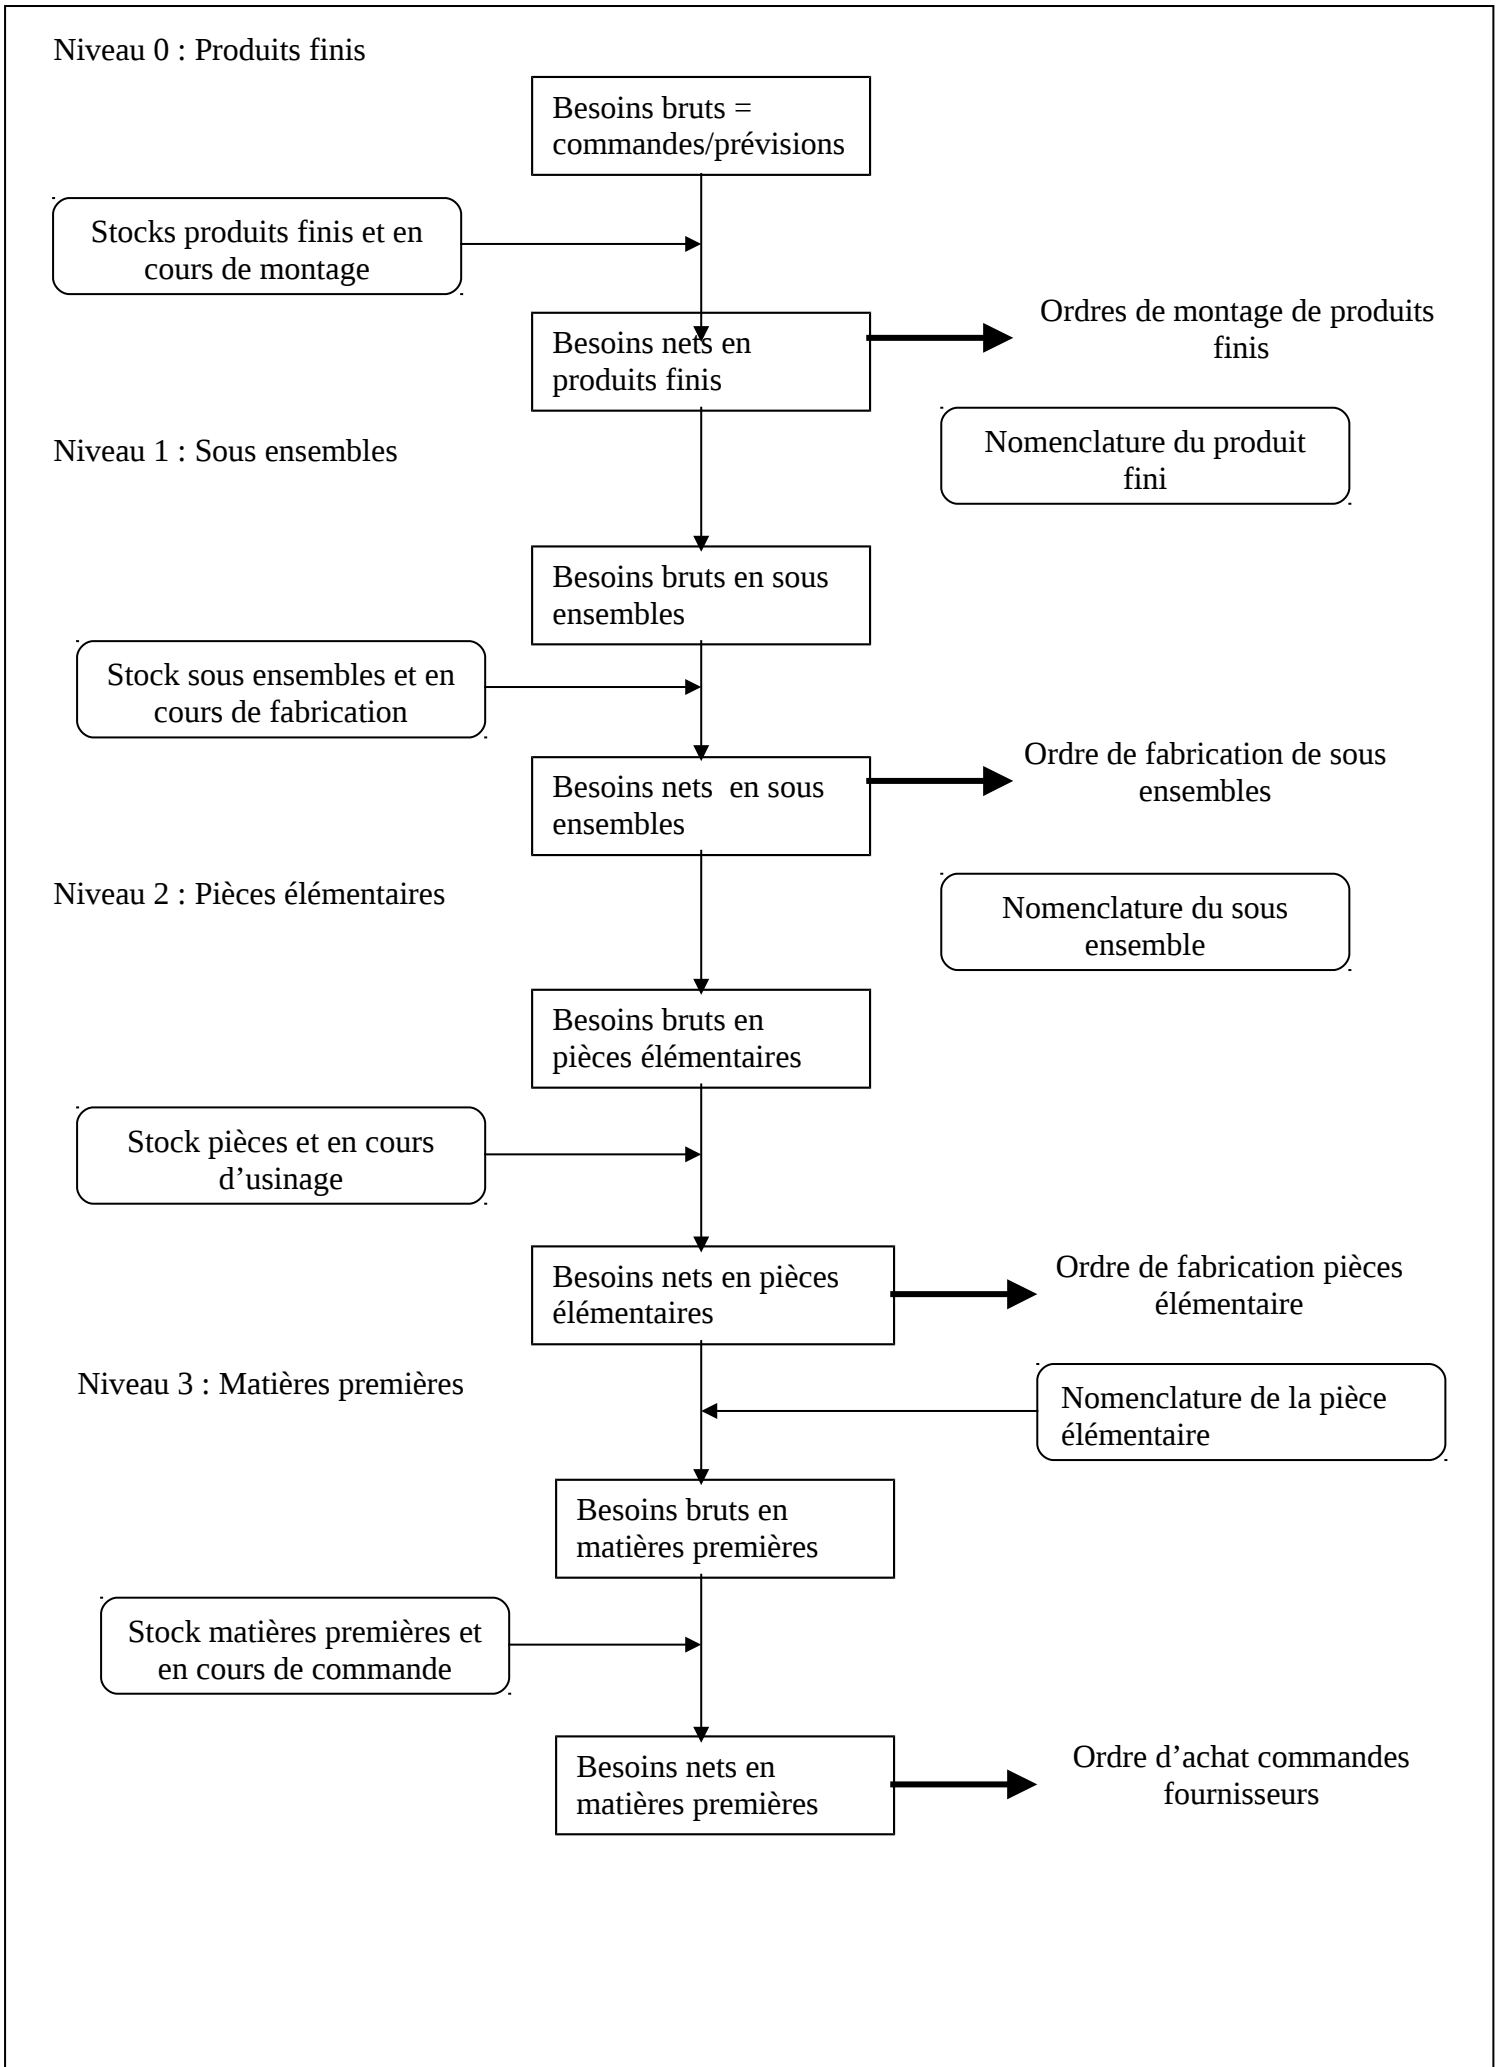 Niveau 0 : Produits finis
Besoins bruts =
commandes/prévisions
Stocks produits finis et en
cours de montage
Ordres de montage de produits
finis
Besoins nets en
produits finis
Nomenclature du produit
fini
Niveau 1 : Sous ensembles
Besoins bruts en sous
ensembles
Stock sous ensembles et en
cours de fabrication
Ordre de fabrication de sous
ensembles
Besoins nets  en sous
ensembles
Niveau 2 : Pièces élémentaires
Nomenclature du sous
ensemble
Besoins bruts en
pièces élémentaires
Stock pièces et en cours
d’usinage
Besoins nets en pièces
élémentaires
Ordre de fabrication pièces
élémentaire
Niveau 3 : Matières premières
Nomenclature de la pièce
élémentaire
Besoins bruts en
matières premières
Stock matières premières et
en cours de commande
Besoins nets en
matières premières
Ordre d’achat commandes
fournisseurs